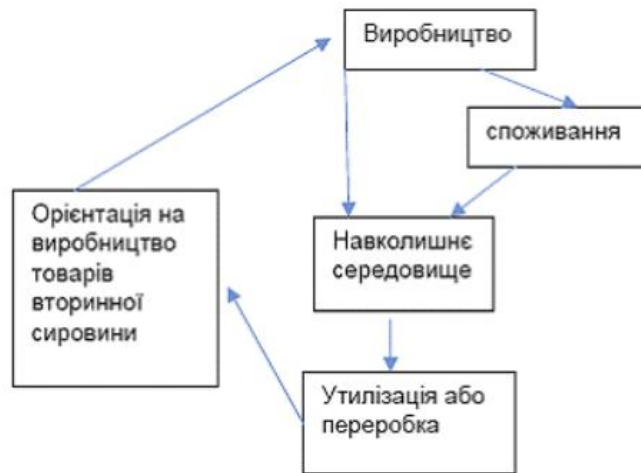 Виробництво
споживання
Навколишнє
середовище
Орієнтація на
виробництво
товарів
вторинної
сировини
Утилізація або
переробка